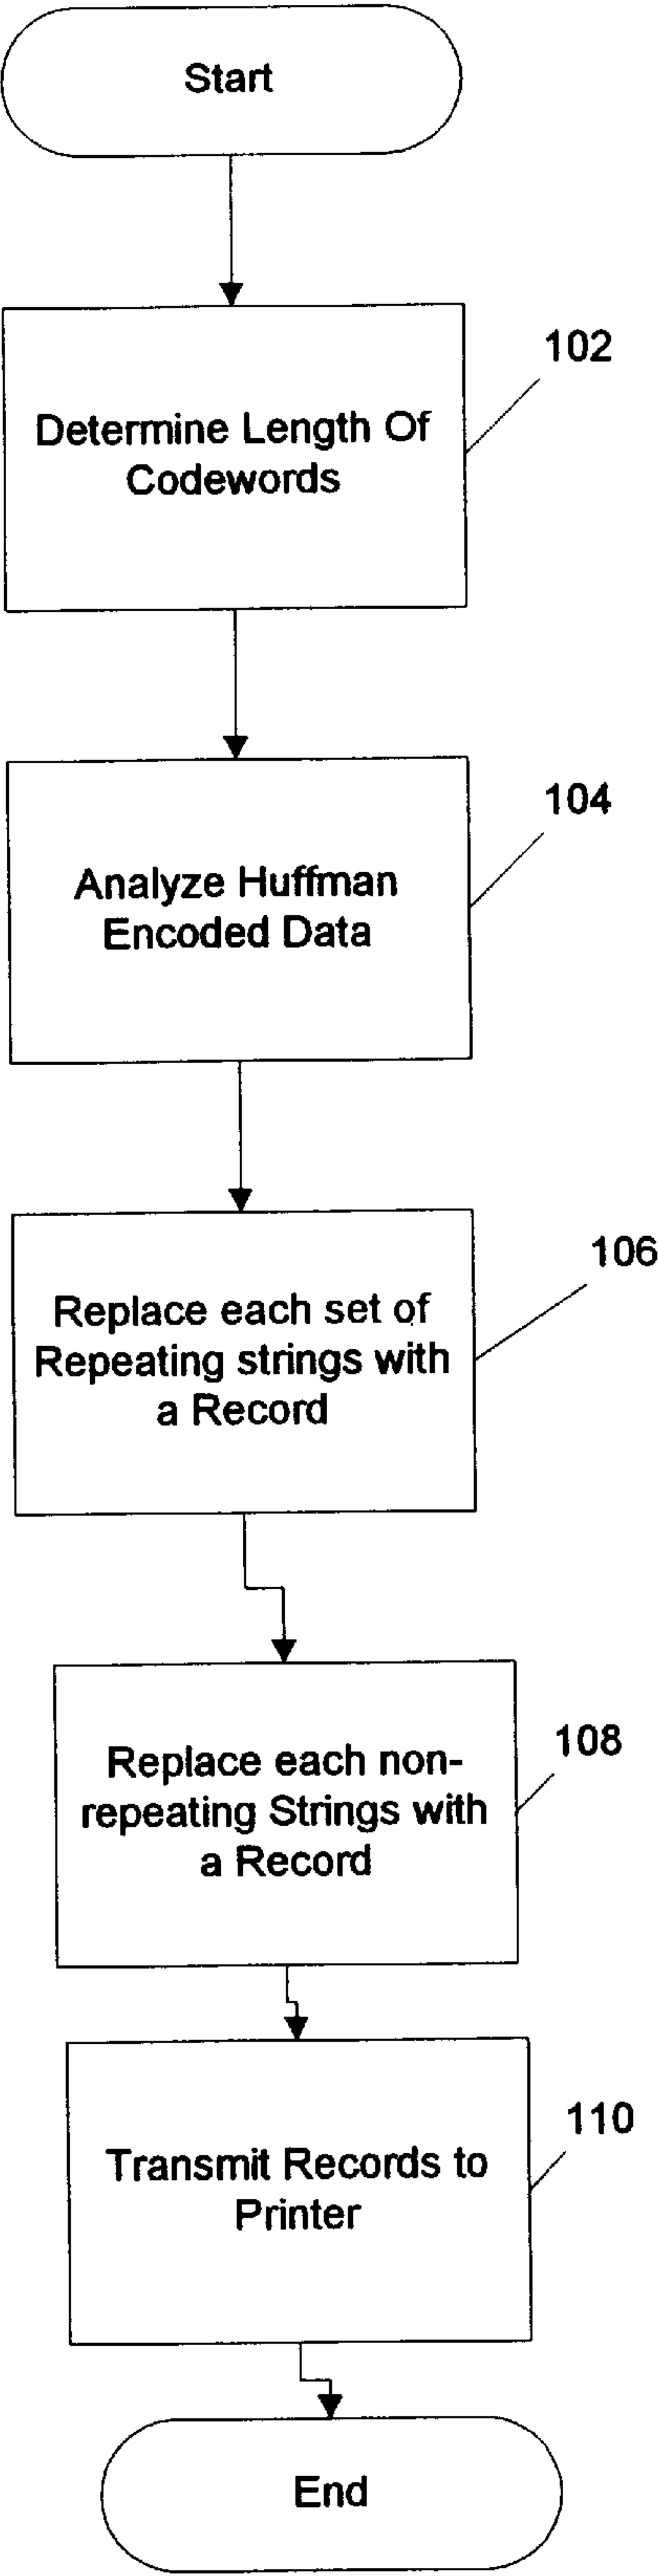 Start
102
Determine Length Of
Codewords
104
Analyze Huffman
Encoded Data
106
Replace each set of
Repeating strings with
a Record
108
Replace each non-
repeating Strings with
a Record
110
Transmit Records to
Printer
End